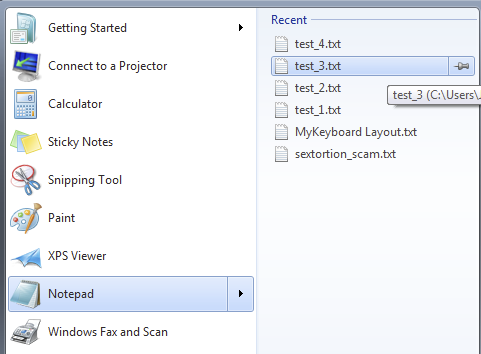 Getting Started
Connect to a Projector
Calculator
Sticky Notes
Snipping Tool
Paint
XPS Viewer
Notepad
Windows Fax and Scan
Recent
test_4.txt
test_3.txt
test_2.txt
test_3 (C:\Users\
test_1.txt
MyKeyboard Layout.txt
sextortion_scam.txt